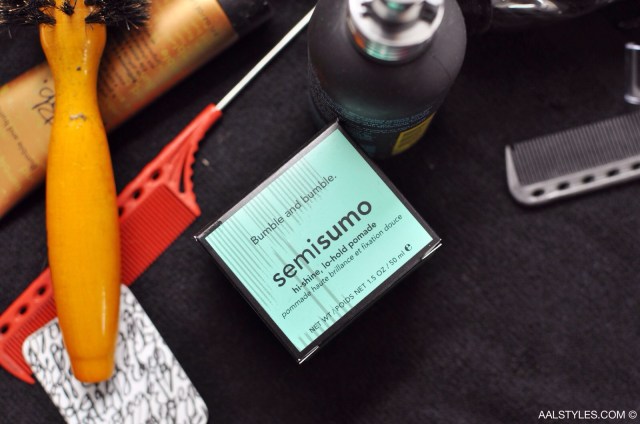 Bumble and bumble.
semisumo
hi-shine, lo-hold pomade
pommade haute brillance et fixation douce
NET WT / POIDS NET 1.5 OZ / 50 ml ℮
AALSTYLES.COM ©